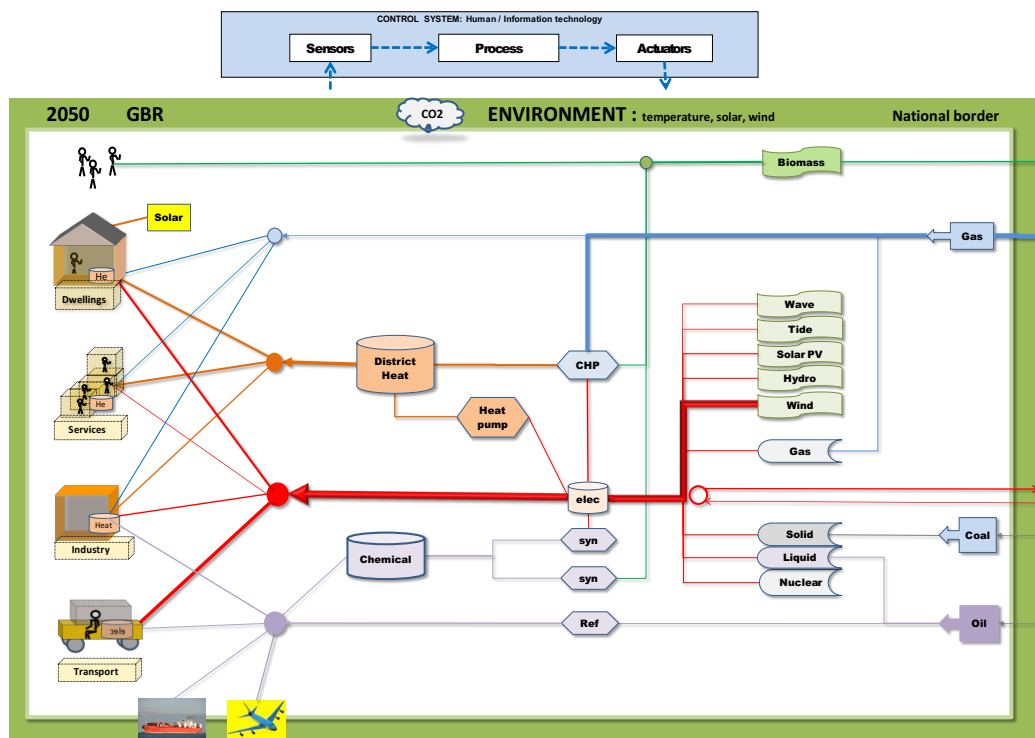 CONTROL SYSTEM: Human / Information technology
Sensors
Process
Actuators
2050 GBR
CO2
ENVIRONMENT : temperature, solar, wind
National border
Biomass
Solar
Gas
He
Dwellings
Wave
Tide
Solar PV
Hydro
Wind
District
Heat
CHP
Heat
pump
He
Services
Gas
elec
Heat
Industry
syn
Solid
Coal
Chemical
Liquid
syn
Nuclear
Ref
Oil
elec
Transport